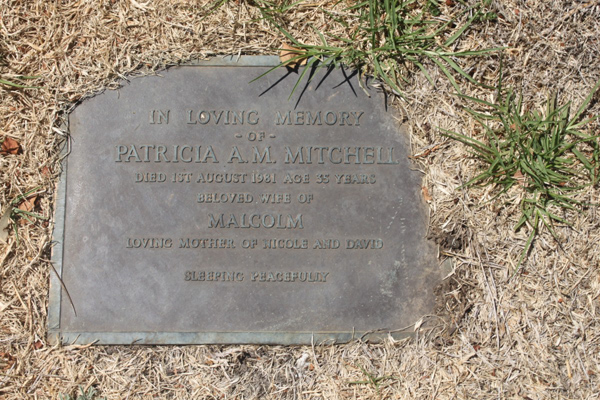 IN LOVING MEMORY
- OF -
PATRICIA A.M. MITCHELL
DIED 1ST AUGUST 1981 AGE 35 YEARS
BELOVED WIFE OF
MALCOLM
LOVING MOTHER OF NICOLE AND DAVID
SLEEPING PEACEFULLY